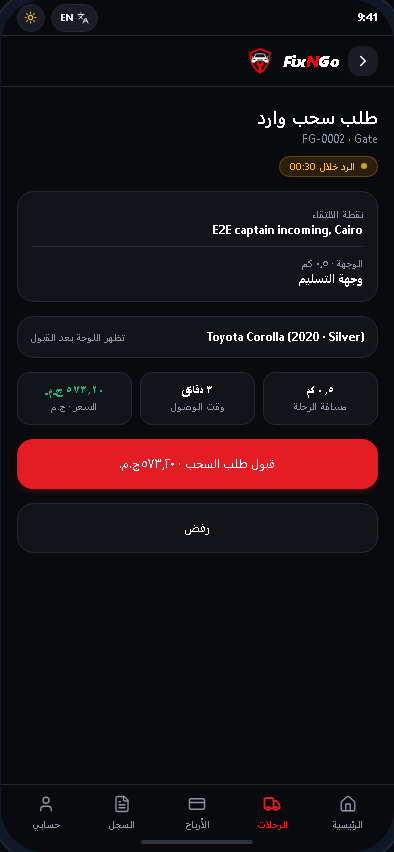 9:41
EN
FixNGo
طلب سحب وارد
FG-0002 · Gate
الرد خلال 00:30
نقطة الالتقاء
E2E captain incoming, Cairo
الوجهة · ٠٫٥ كم
وجهة التسليم
Toyota Corolla (2020 · Silver)
تظهر اللوحة بعد القبول
٠٫٥ كم
مسافة الرحلة
٣ دقائق
وقت الوصول
٥٧٣٫٢٠ ج.م.
السعر · ج.م
قبول طلب السحب · ٥٧٣٫٢٠ ج.م.
رفض
الرئيسية
الرحلات
الأرباح
السجل
حسابي